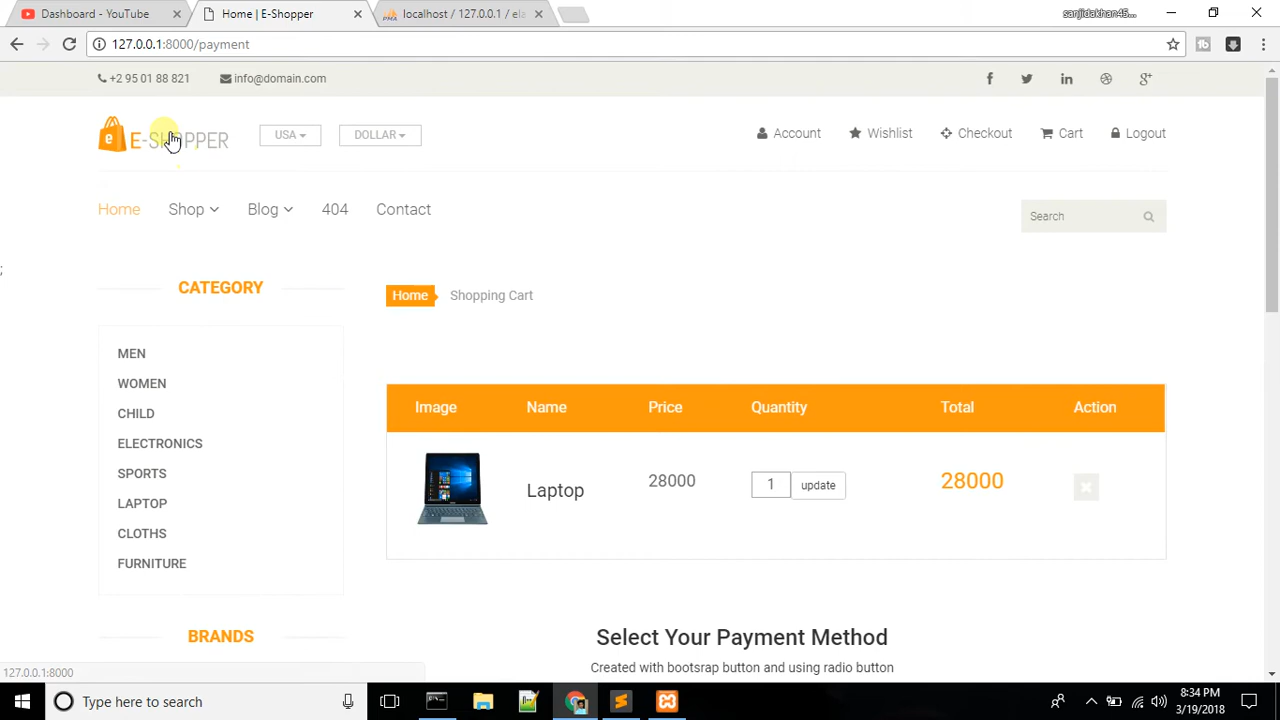 Dashboard - YouTube
Home | E-Shopper
localhost / 127.0.0.1 / ela
sanjidakhan45...
127.0.0.1:8000/payment
+2 95 01 88 821
info@domain.com
E-SHOPPER
USA
DOLLAR
Account
Wishlist
Checkout
Cart
Logout
Home
Shop
Blog
404
Contact
Search
;
CATEGORY
MEN
WOMEN
CHILD
ELECTRONICS
SPORTS
LAPTOP
CLOTHS
FURNITURE
BRANDS
Home
Shopping Cart
Image Name Price Quantity Total Action
Laptop 28000 1 update 28000
Select Your Payment Method
Created with bootsrap button and using radio button
127.0.0.1:8000
Type here to search
8:34 PM
3/19/2018